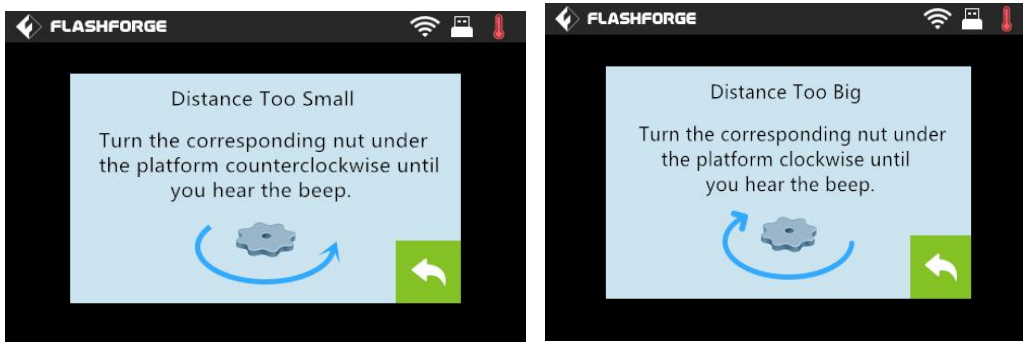 FLASHFORGE
Distance Too Small
Turn the corresponding nut under
the platform counterclockwise until
you hear the beep.
FLASHFORGE
Distance Too Big
Turn the corresponding nut under
the platform clockwise until
you hear the beep.